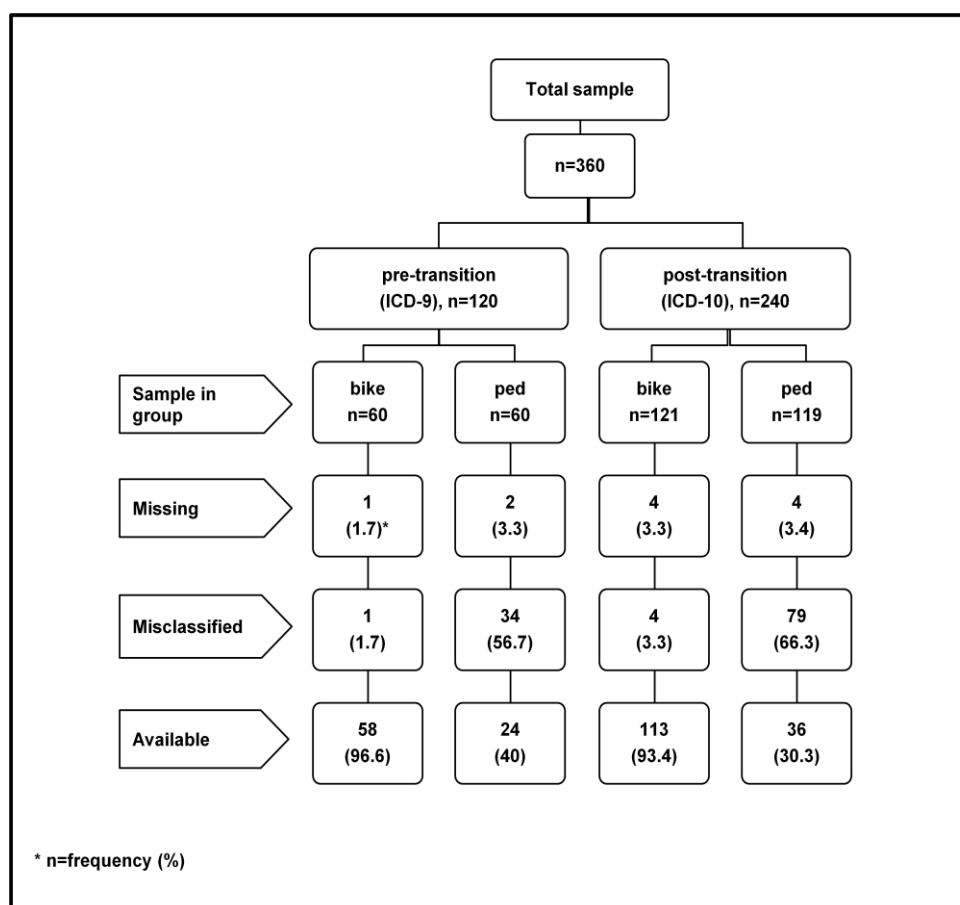 Total sample
n=360
pre-transition
(ICD-9), n=120
post-transition
(ICD-10), n=240
Sample in
group
bike
n=60
ped
n=60
bike
n=121
ped
n=119
Missing
1
(1.7)*
2
(3.3)
4
(3.3)
4
(3.4)
Misclassified
1
(1.7)
34
(56.7)
4
(3.3)
79
(66.3)
Available
58
(96.6)
24
(40)
113
(93.4)
36
(30.3)
* n=frequency (%)